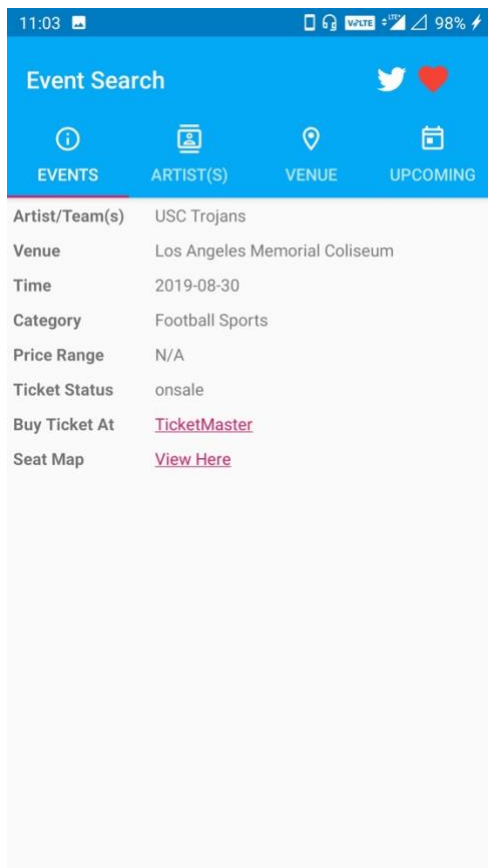 11:03 VoLTE LTE 98%
Event Search
EVENTS ARTIST(S) VENUE UPCOMING
Artist/Team(s) USC Trojans
Venue Los Angeles Memorial Coliseum
Time 2019-08-30
Category Football Sports
Price Range N/A
Ticket Status onsale
Buy Ticket At TicketMaster
Seat Map View Here